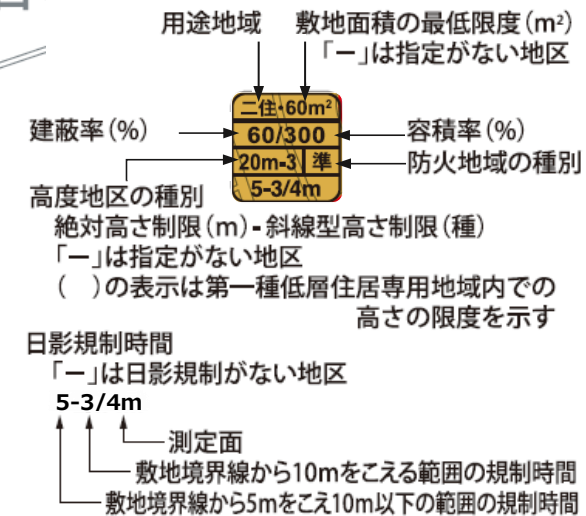 用途地域 敷地面積の最低限度(m²)
「ー」は指定がない地区
二住・60m²
建蔽率(%) 60/300 容積率(%)
20m-3 準 防火地域の種別
5-3/4m
高度地区の種別
絶対高さ制限(m)-斜線型高さ制限(種)
「ー」は指定がない地区
( )の表示は第一種低層住居専用地域内での
高さの限度を示す
日影規制時間
「ー」は日影規制がない地区
5-3/4m
測定面
敷地境界線から10mをこえる範囲の規制時間
敷地境界線から5mをこえ10m以下の範囲の規制時間